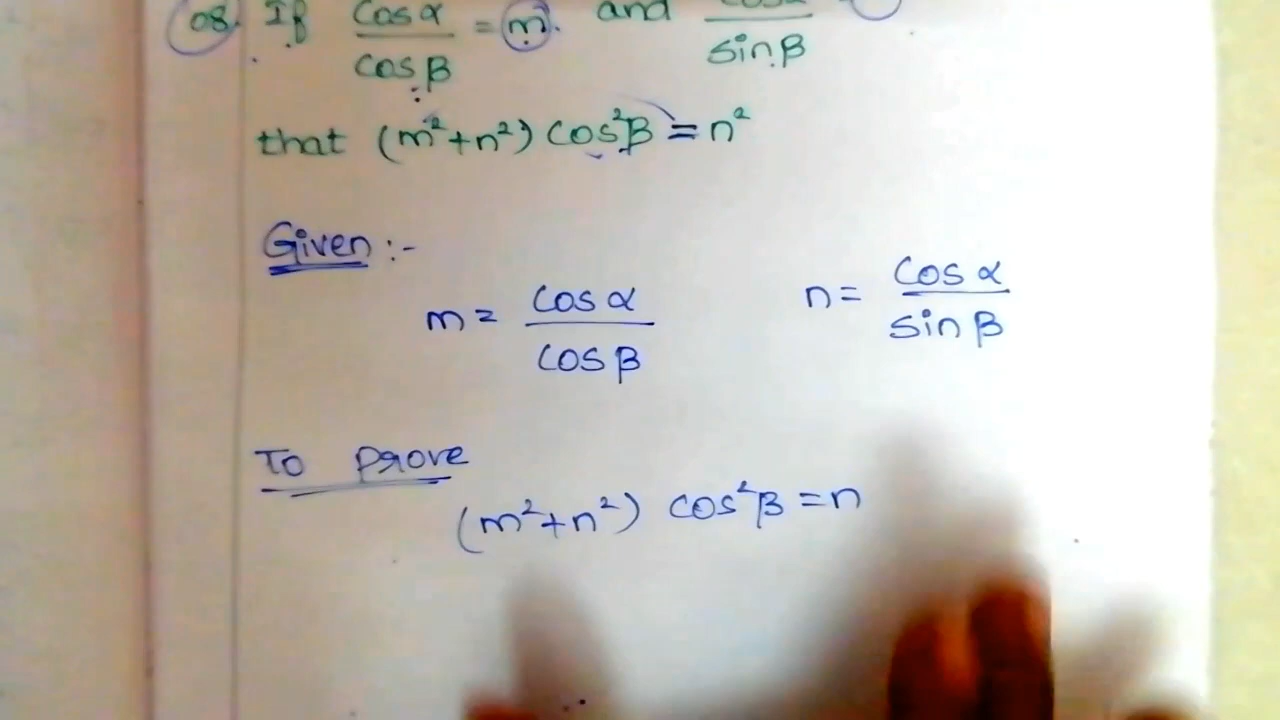 08. If cos α / cos β = m. and / sin β
that (m²+n²) cos²β = n²
Given :-
m = cos α / cos β n = cos α / sin β
To prove
(m²+n²) cos²β = n